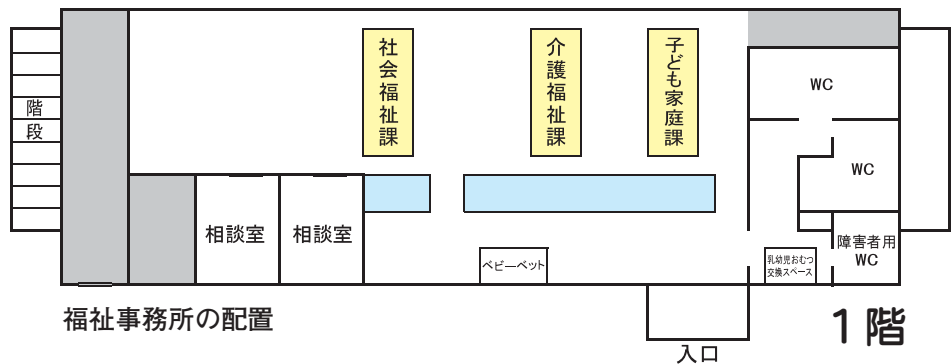 階段
社会福祉課
介護福祉課
子ども家庭課
WC
WC
相談室
相談室
障害者用
WC
ベビーベット
乳幼児おむつ
交換スペース
福祉事務所の配置
1階
入口